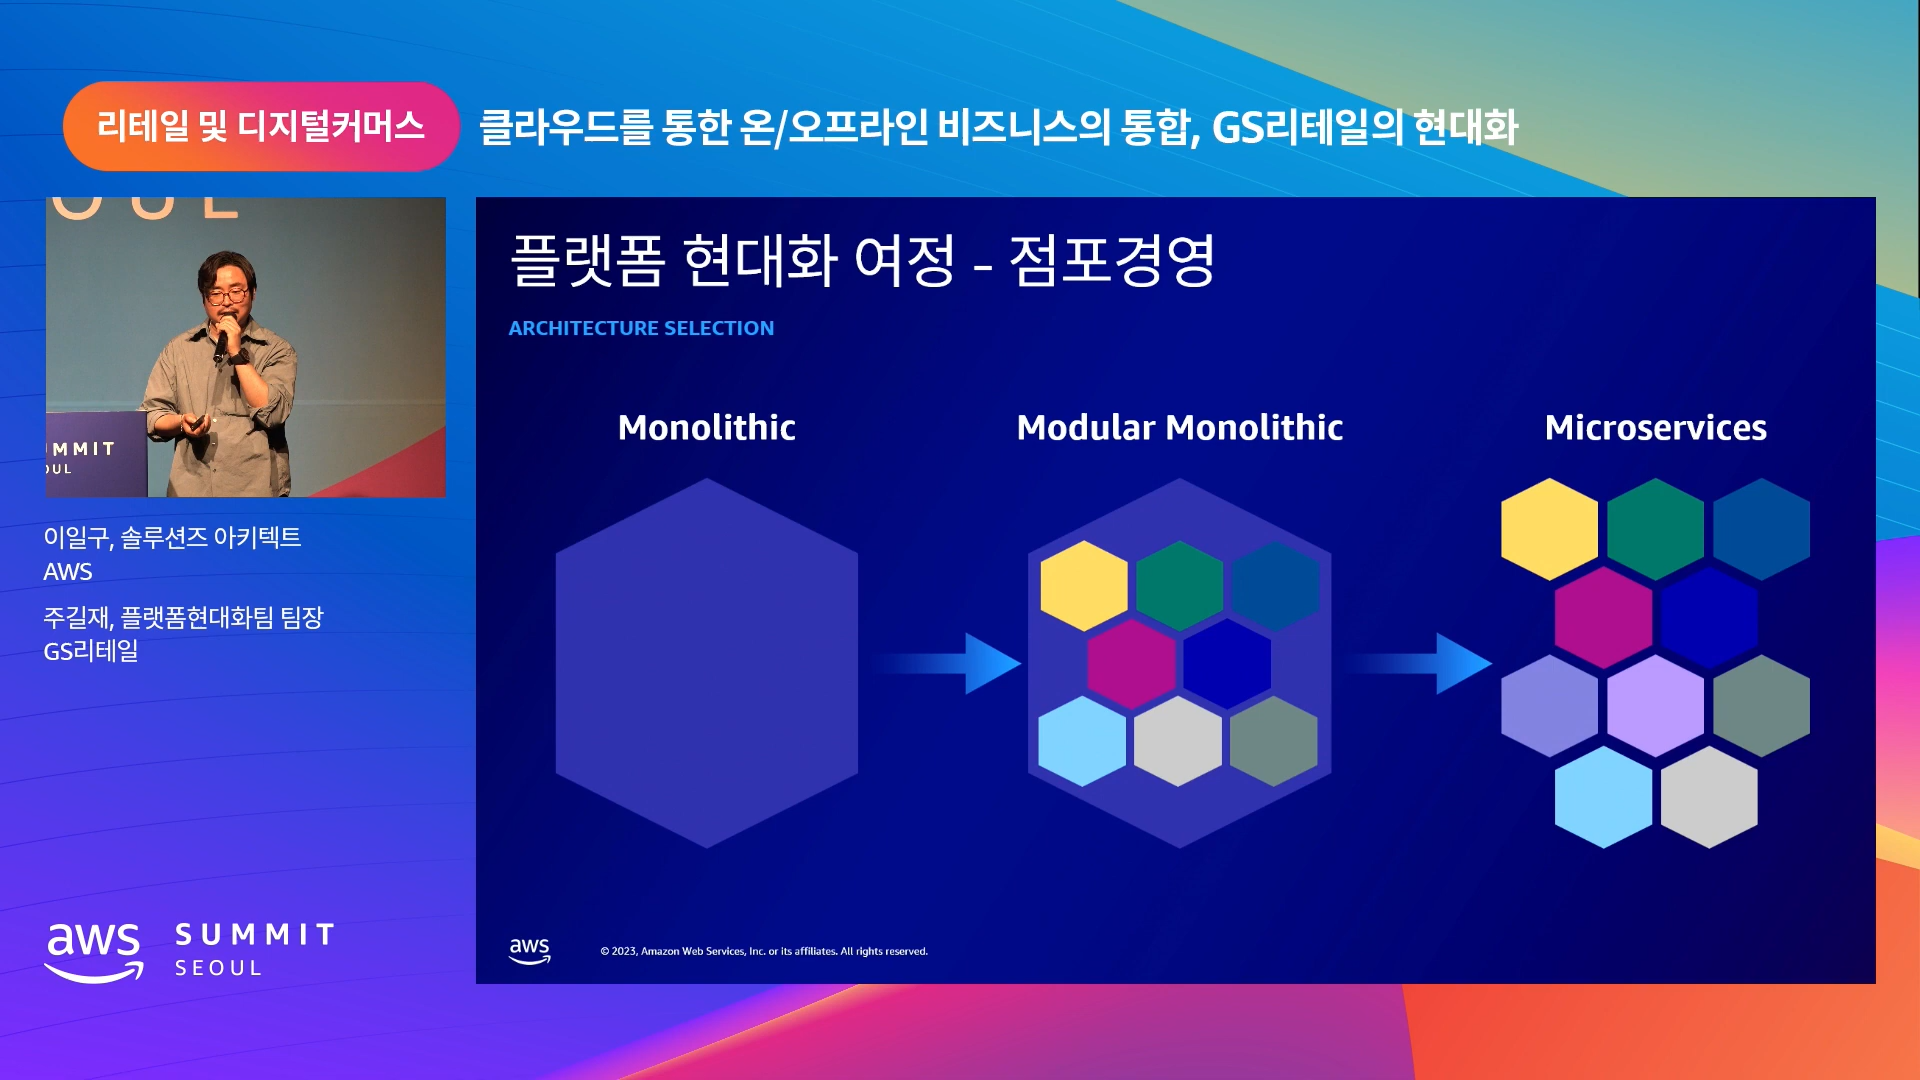 리테일 및 디지털커머스
클라우드를 통한 온/오프라인 비즈니스의 통합, GS리테일의 현대화
OUL
UMMIT
OUL
이일구, 솔루션즈 아키텍트
AWS
주길재, 플랫폼현대화팀 팀장
GS리테일
aws SUMMIT
SEOUL
플랫폼 현대화 여정 - 점포경영
ARCHITECTURE SELECTION
Monolithic
Modular Monolithic
Microservices
aws
© 2023, Amazon Web Services, Inc. or its affiliates. All rights reserved.